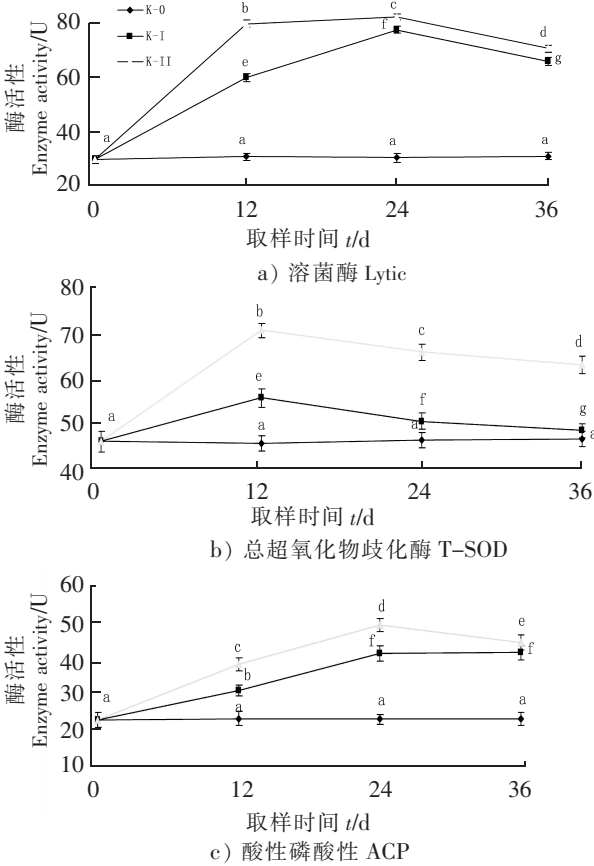 K-0
K-I
K-II
酶活性
Enzyme activity/U
80
60
40
20
0
12
24
36
a
b
c
d
e
f
g
a
a
a
取样时间 t/d
a) 溶菌酶 Lytic
酶活性
Enzyme activity/U
80
70
60
50
40
0
12
24
36
a
b
c
d
e
f
g
a
a
a
取样时间 t/d
b) 总超氧化物歧化酶 T-SOD
酶活性
Enzyme activity/U
60
50
40
30
20
10
0
12
24
36
a
c
d
e
b
f
f
a
a
a
取样时间 t/d
c) 酸性磷酸性 ACP